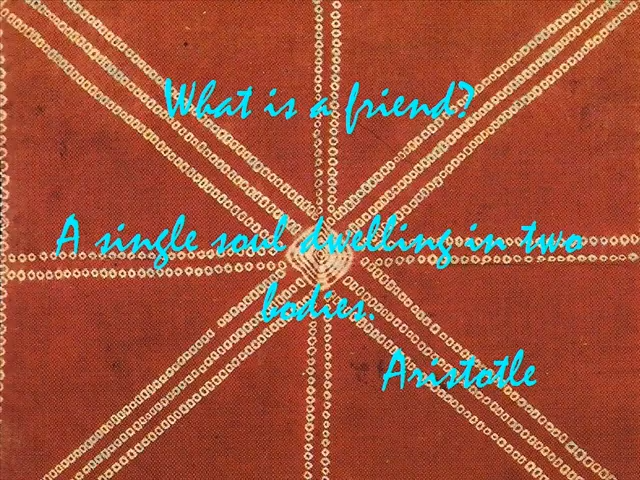 What is a friend?
A single soul dwelling in two
bodies.
Aristotle